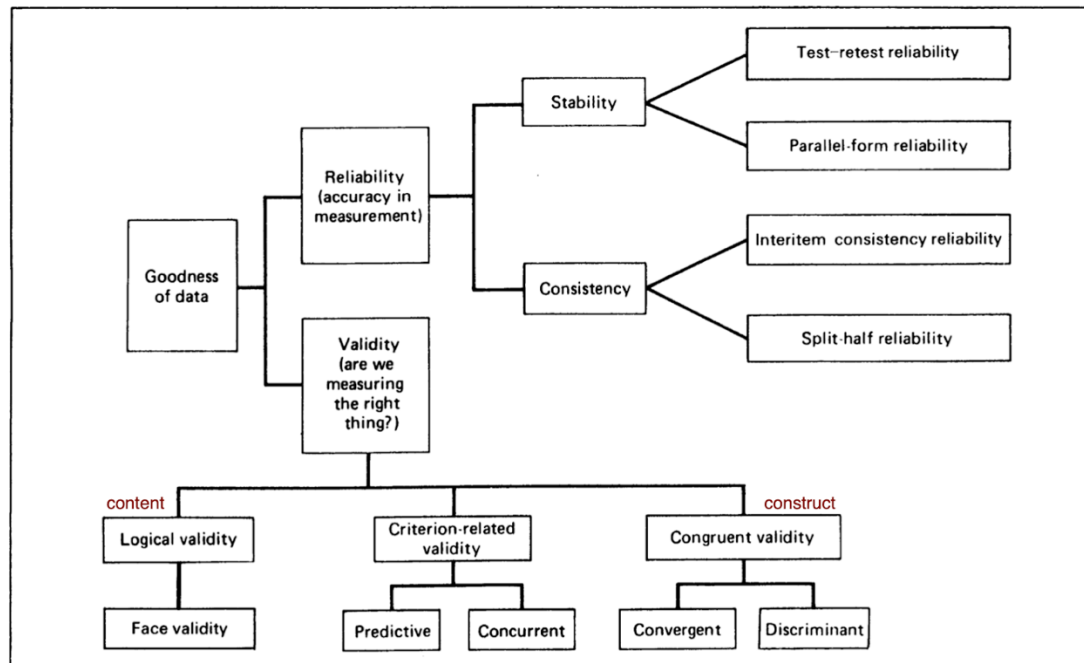 Test-retest reliability
Stability
Parallel-form reliability
Reliability
(accuracy in
measurement)
Interitem consistency reliability
Goodness
of data
Consistency
Split-half reliability
Validity
(are we
measuring
the right
thing?)
content
construct
Logical validity
Criterion-related
validity
Congruent validity
Face validity
Predictive
Concurrent
Convergent
Discriminant